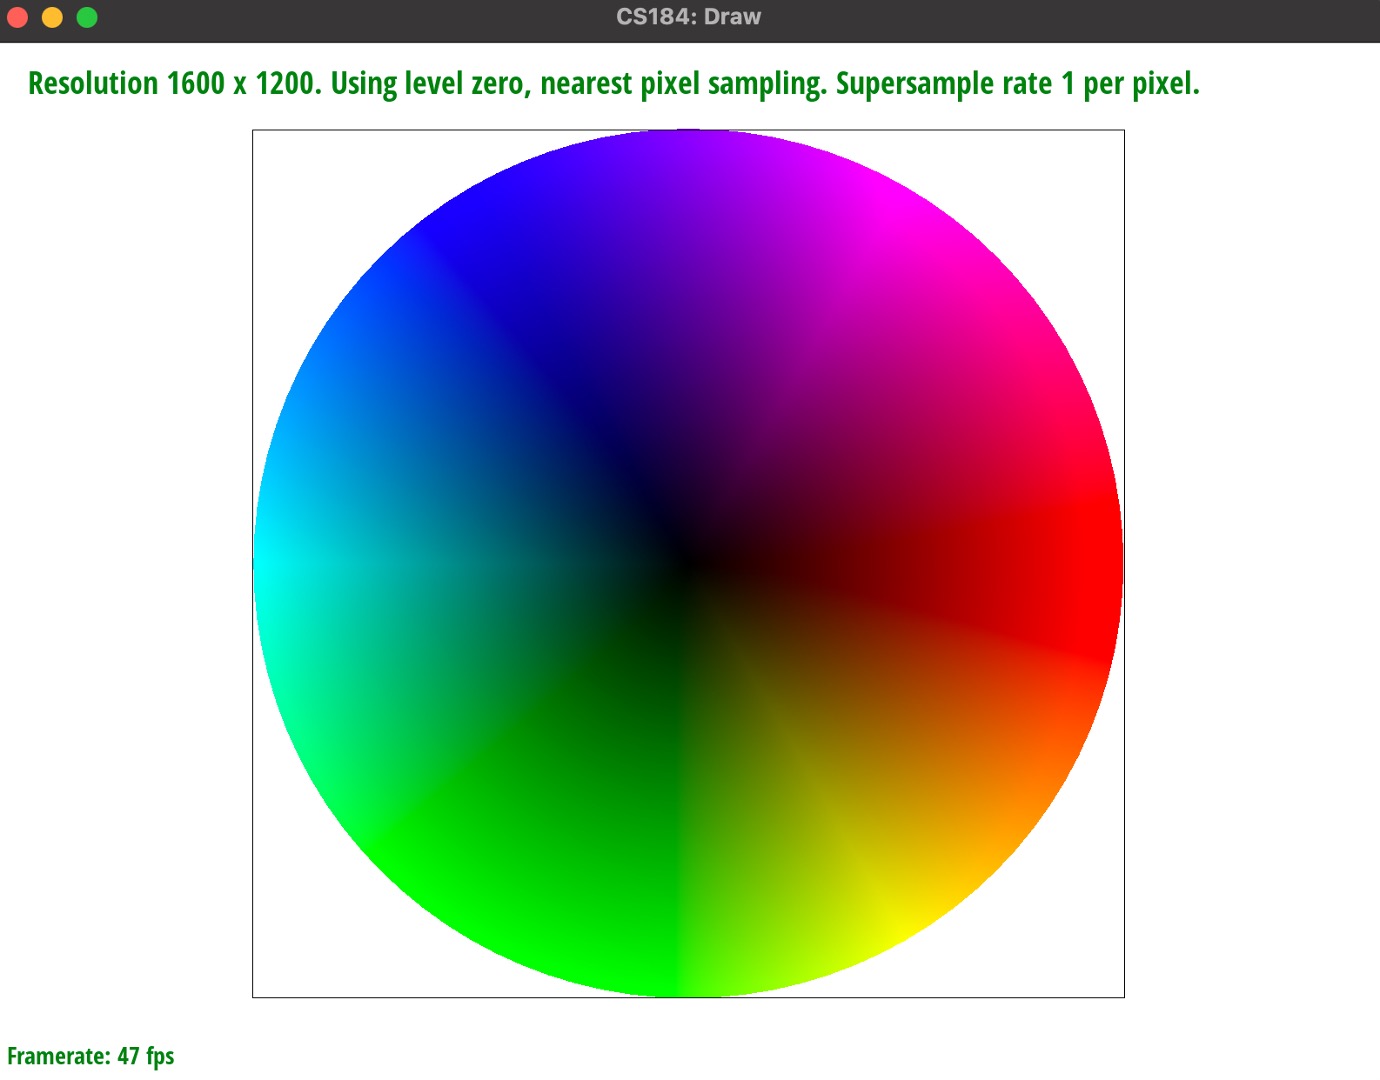 CS184: Draw
Resolution 1600 x 1200. Using level zero, nearest pixel sampling. Supersample rate 1 per pixel.
Framerate: 47 fps